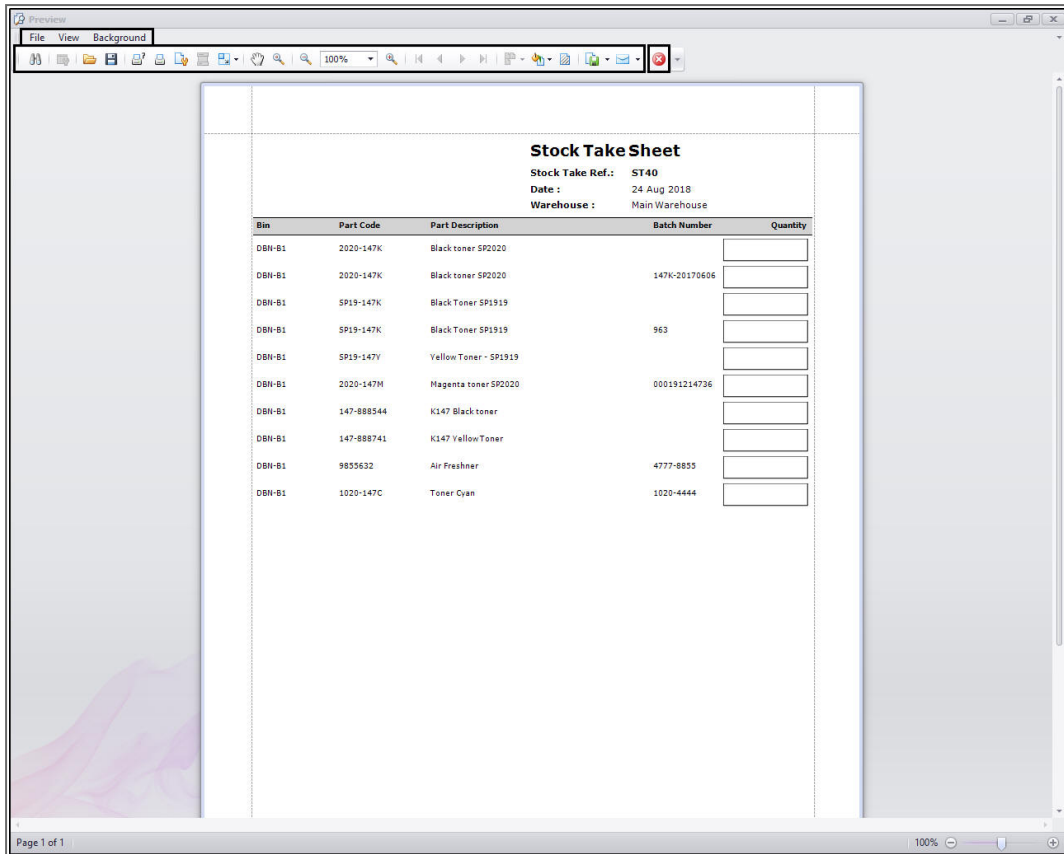 Preview
File View Background
100%
Stock Take Sheet
Stock Take Ref.: ST40
Date : 24 Aug 2018
Warehouse : Main Warehouse
Bin Part Code Part Description Batch Number Quantity
DBN-B1 2020-147K Black toner SP2020
DBN-B1 2020-147K Black toner SP2020 147K-20170606
DBN-B1 SP19-147K Black Toner SP1919
DBN-B1 SP19-147K Black Toner SP1919 963
DBN-B1 SP19-147Y Yellow Toner - SP1919
DBN-B1 2020-147M Magenta toner SP2020 000191214736
DBN-B1 147-888544 K147 Black toner
DBN-B1 147-888741 K147 Yellow Toner
DBN-B1 9855632 Air Freshner 4777-8855
DBN-B1 1020-147C Toner Cyan 1020-4444
Page 1 of 1 100%